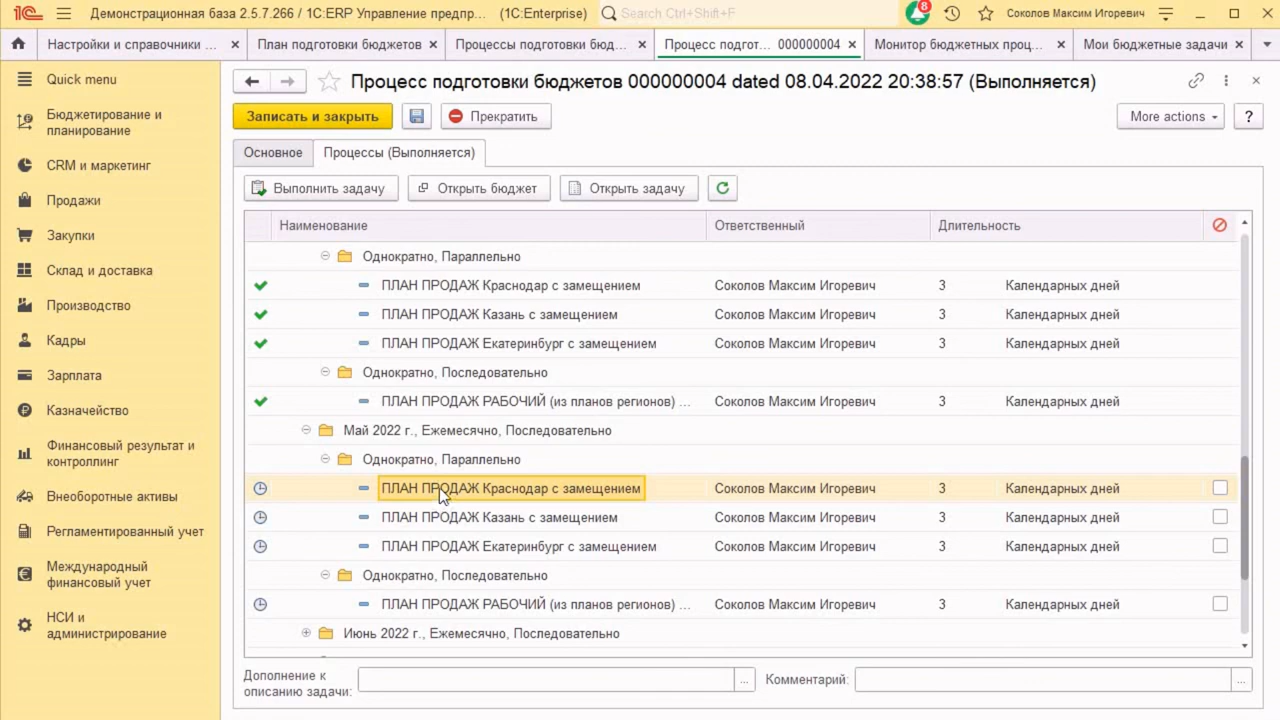 Демонстрационная база 2.5.7.266 / 1С:ERP Управление предпр... (1C:Enterprise)
Search Ctrl+Shift+F
8
Соколов Максим Игоревич
Настройки и справочники ...
План подготовки бюджетов
Процессы подготовки бюд...
Процесс подгот... 000000004
Монитор бюджетных проц...
Мои бюджетные задачи
Quick menu
Бюджетирование и
планирование
CRM и маркетинг
Продажи
Закупки
Склад и доставка
Производство
Кадры
Зарплата
Казначейство
Финансовый результат и
контроллинг
Внеоборотные активы
Регламентированный учет
Международный
финансовый учет
НСИ и
администрирование
Процесс подготовки бюджетов 000000004 dated 08.04.2022 20:38:57 (Выполняется)
Записать и закрыть
Прекратить
More actions
?
Основное
Процессы (Выполняется)
Выполнить задачу
Открыть бюджет
Открыть задачу
Наименование Ответственный Длительность
Однократно, Параллельно
ПЛАН ПРОДАЖ Краснодар с замещением Соколов Максим Игоревич 3 Календарных дней
ПЛАН ПРОДАЖ Казань с замещением Соколов Максим Игоревич 3 Календарных дней
ПЛАН ПРОДАЖ Екатеринбург с замещением Соколов Максим Игоревич 3 Календарных дней
Однократно, Последовательно
ПЛАН ПРОДАЖ РАБОЧИЙ (из планов регионов) ... Соколов Максим Игоревич 3 Календарных дней
Май 2022 г., Ежемесячно, Последовательно
Однократно, Параллельно
ПЛАН ПРОДАЖ Краснодар с замещением Соколов Максим Игоревич 3 Календарных дней
ПЛАН ПРОДАЖ Казань с замещением Соколов Максим Игоревич 3 Календарных дней
ПЛАН ПРОДАЖ Екатеринбург с замещением Соколов Максим Игоревич 3 Календарных дней
Однократно, Последовательно
ПЛАН ПРОДАЖ РАБОЧИЙ (из планов регионов) ... Соколов Максим Игоревич 3 Календарных дней
Июнь 2022 г., Ежемесячно, Последовательно
Дополнение к
описанию задачи:
...
Комментарий:
...